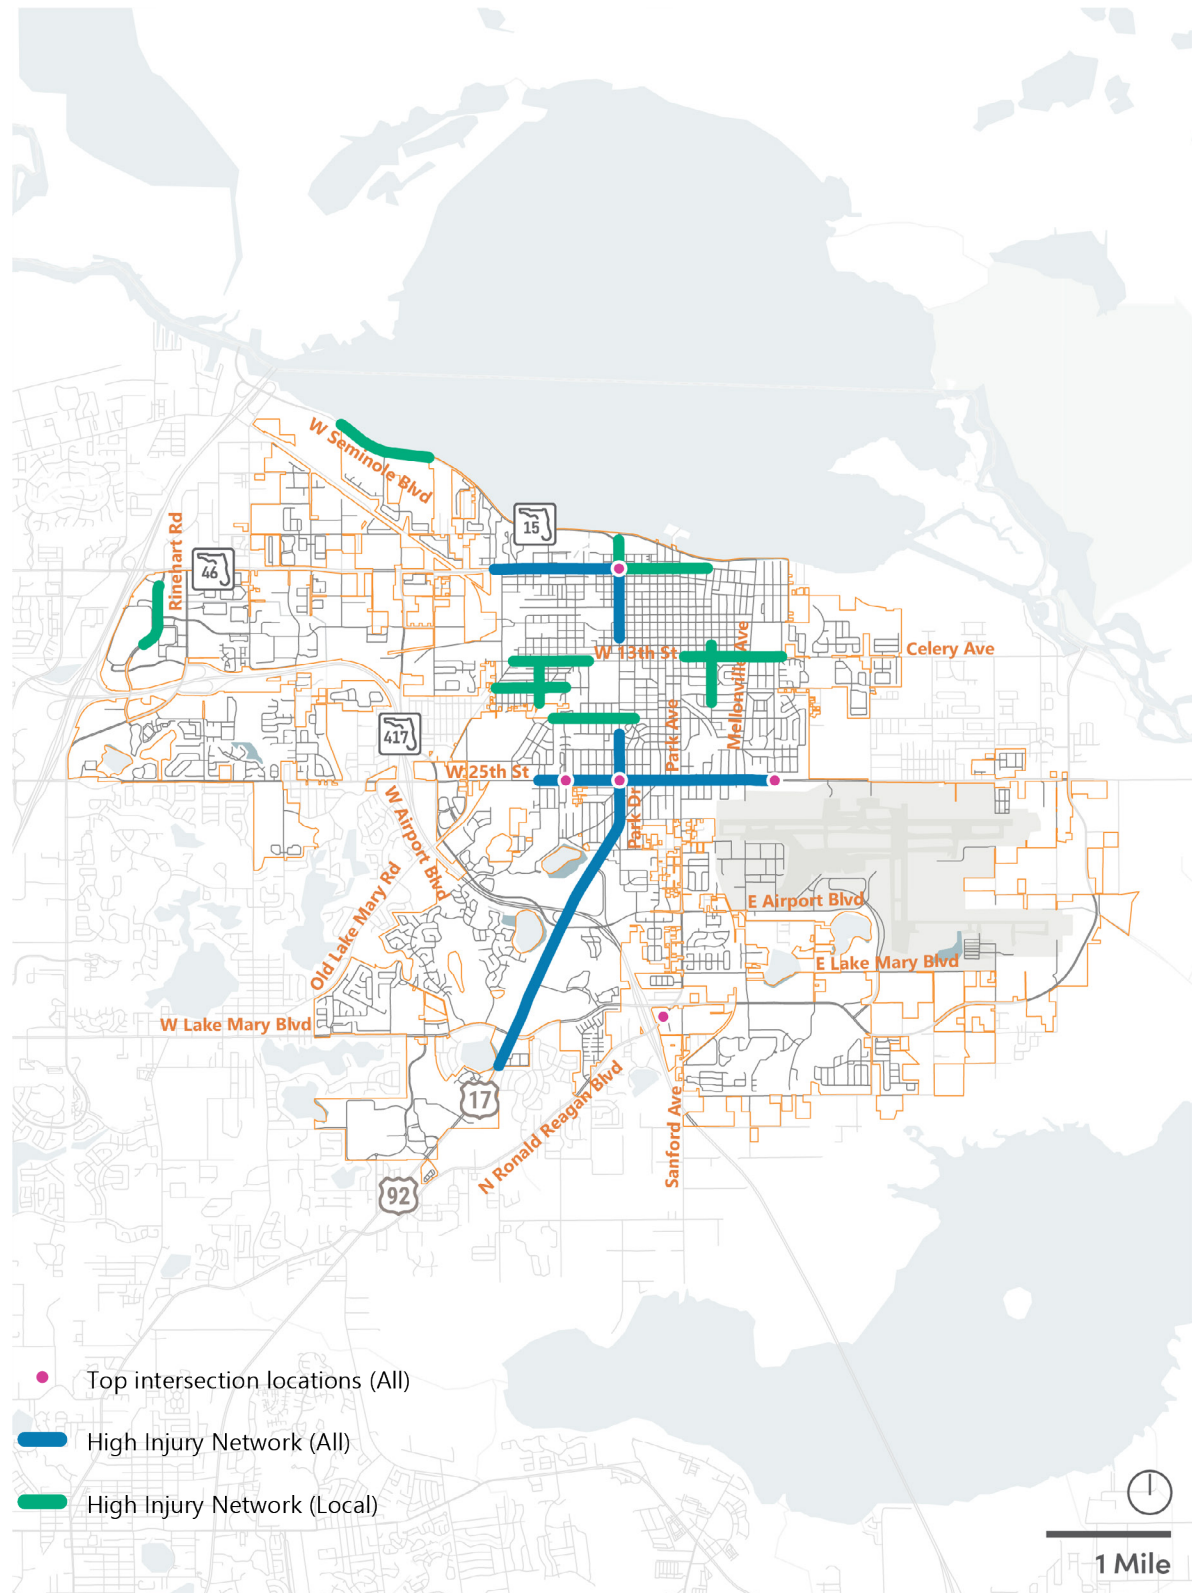 W Seminole Blvd
15
Rinehart Rd
46
W 13th St
Mellonville Ave
Celery Ave
Park Ave
417
W 25th St
Park Dr
W Airport Blvd
Old Lake Mary Rd
E Airport Blvd
E Lake Mary Blvd
W Lake Mary Blvd
17
N Ronald Reagan Blvd
Sanford Ave
92
Top intersection locations (All)
High Injury Network (All)
High Injury Network (Local)
1 Mile